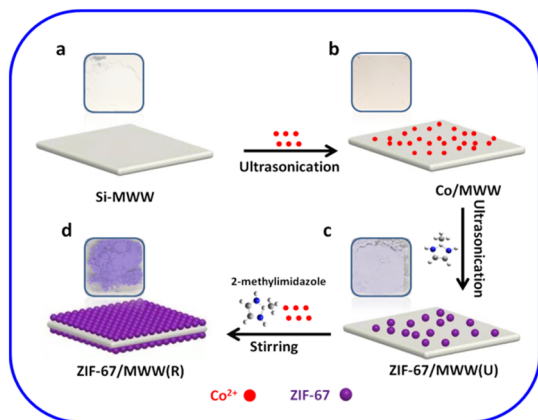 a
b
Ultrasonication
Si-MWW
Co/MWW
Ultrasonication
d
c
2-methylimidazole
Stirring
ZIF-67/MWW(R)
ZIF-67/MWW(U)
Co²⁺
ZIF-67